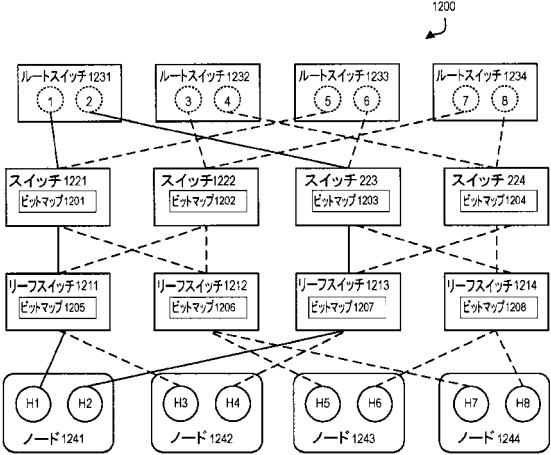 1200
ルートスイッチ1231
ルートスイッチ1232
ルートスイッチ1233
ルートスイッチ1234
1
2
3
4
5
6
7
8
スイッチ1221
スイッチ1222
スイッチ223
スイッチ224
ビットマップ1201
ビットマップ1202
ビットマップ1203
ビットマップ1204
リーフスイッチ1211
リーフスイッチ1212
リーフスイッチ1213
リーフスイッチ1214
ビットマップ1205
ビットマップ1206
ビットマップ1207
ビットマップ1208
H1
H2
H3
H4
H5
H6
H7
H8
ノード1241
ノード1242
ノード1243
ノード1244